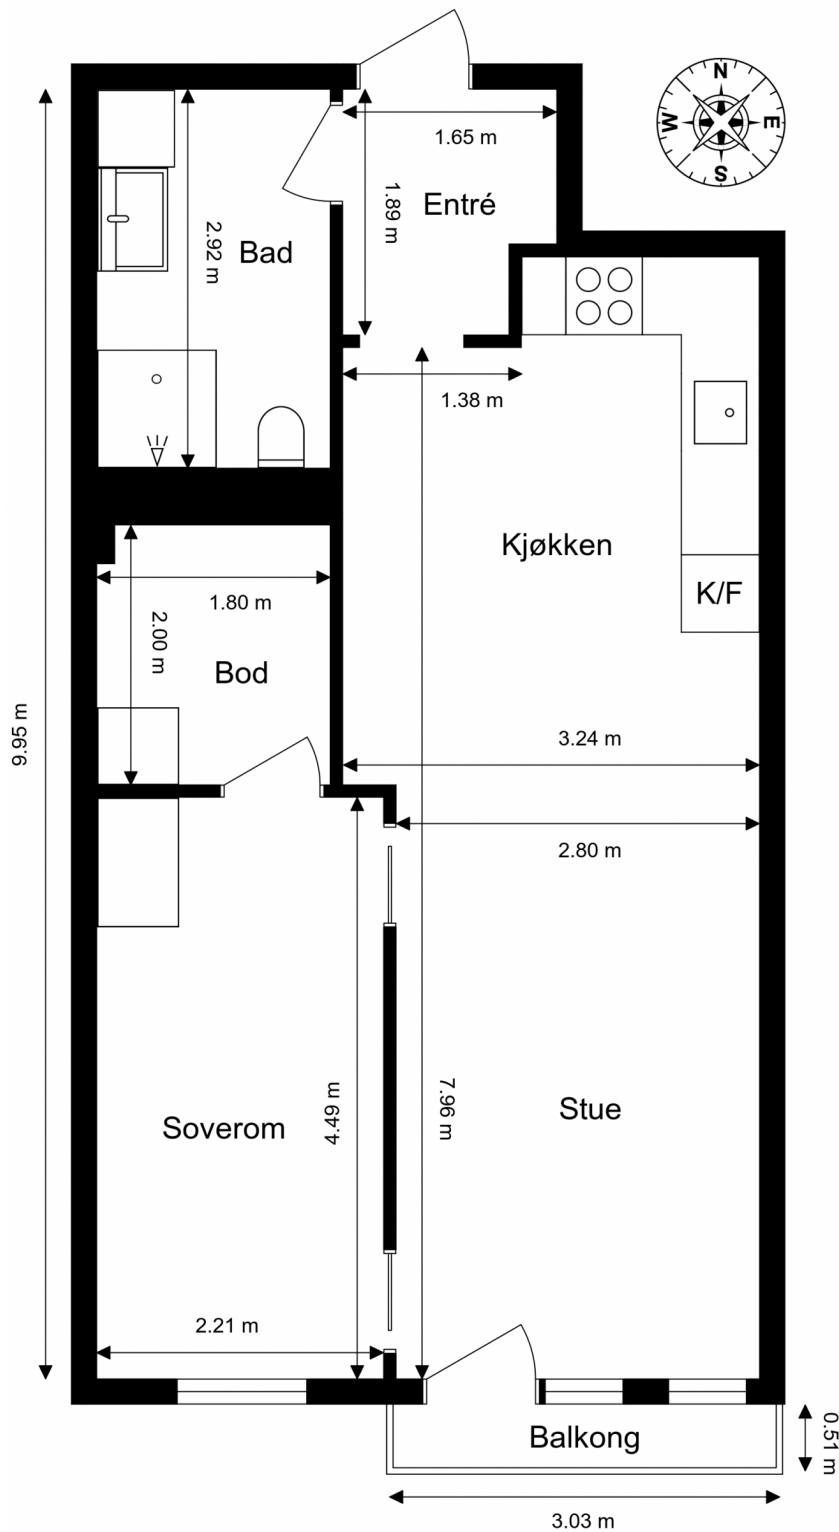 N
W
E
S
1.65 m
1.89 m
Entré
2.92 m
Bad
1.38 m
Kjøkken
K/F
1.80 m
2.00 m
Bod
9.95 m
3.24 m
2.80 m
4.49 m
7.96 m
Stue
Soverom
2.21 m
Balkong
0.51 m
3.03 m